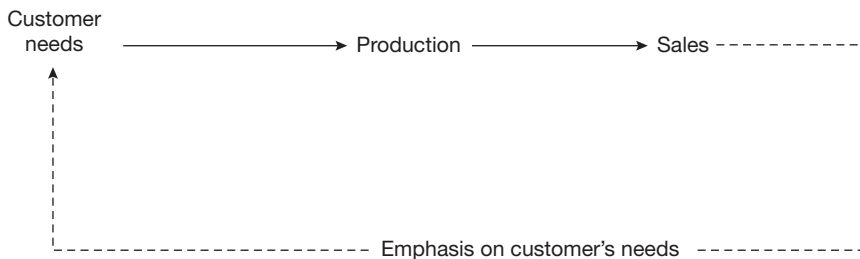 Customer
needs
Production
Sales
Emphasis on customer's needs